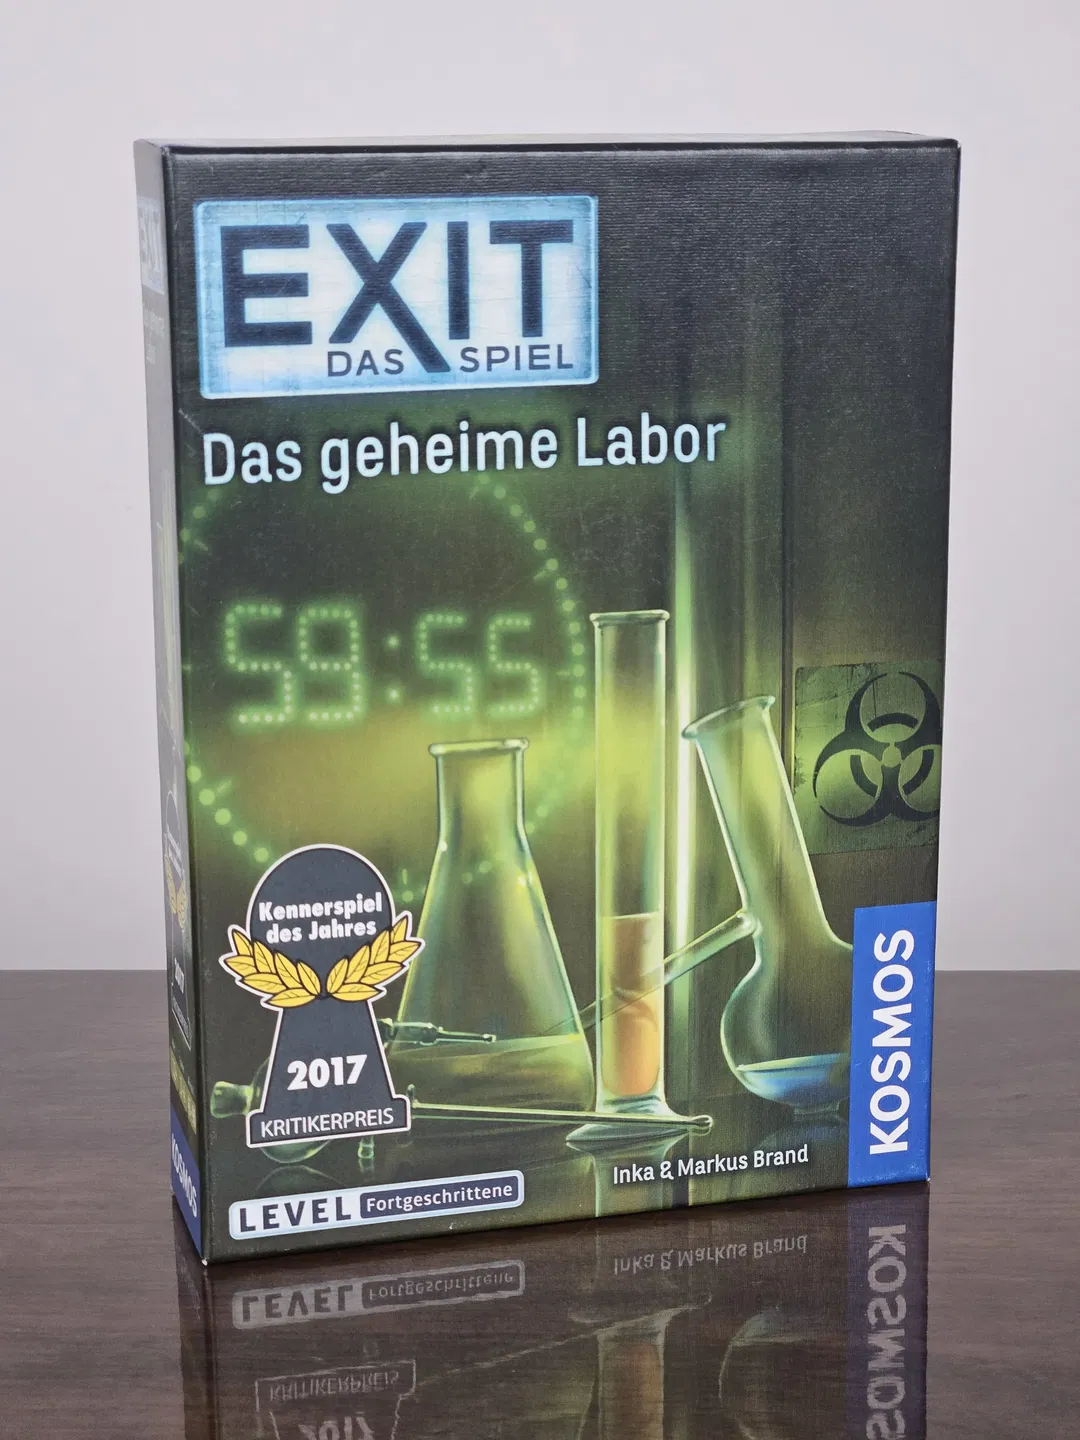 EXIT
DAS SPIEL
Das geheime Labor
59:55
Kennerspiel
des Jahres
2017
KRITIKERPREIS
LEVEL Fortgeschrittene
Inka & Markus Brand
KOSMOS
KOSMOS